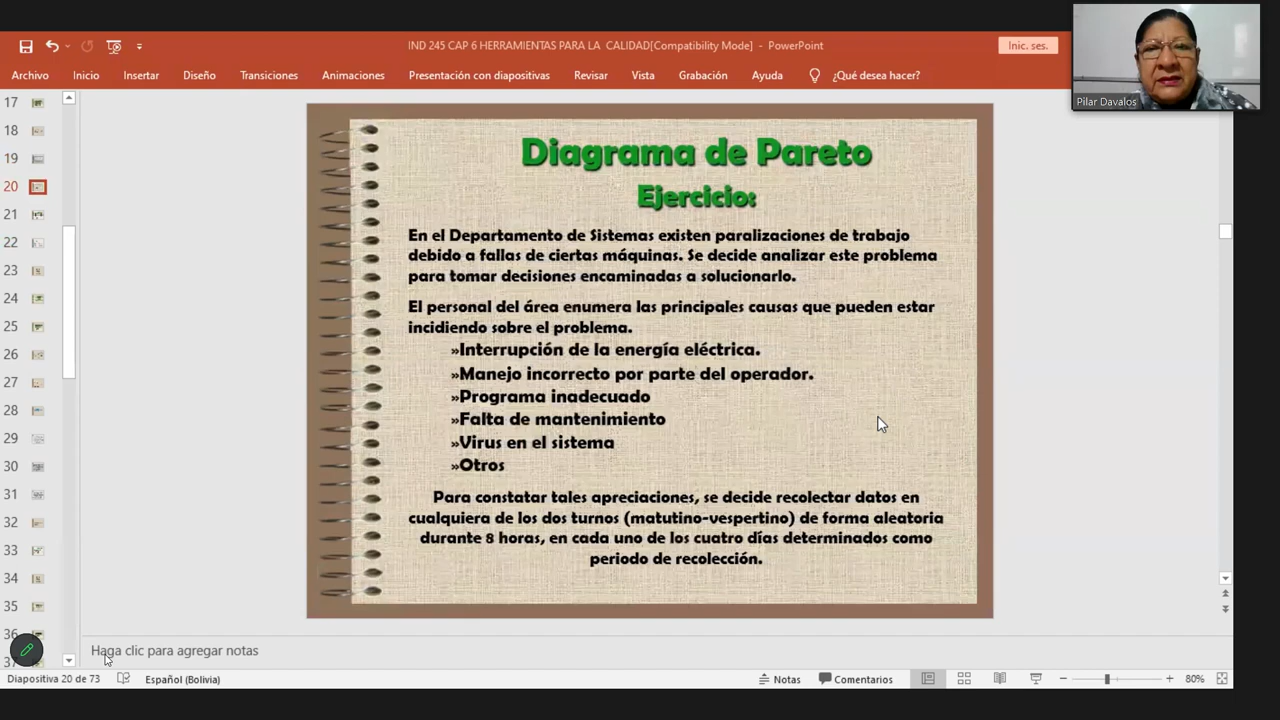 IND 245 CAP 6 HERRAMIENTAS PARA LA  CALIDAD[Compatibility Mode]  -  PowerPoint
Inic. ses.
Archivo Inicio Insertar Diseño Transiciones Animaciones Presentación con diapositivas Revisar Vista Grabación Ayuda ¿Qué desea hacer?
Pilar Davalos
17
18
19
20
21
22
23
24
25
26
27
28
29
30
31
32
33
34
35
36
37
Diagrama de Pareto
Ejercicio:
En el Departamento de Sistemas existen paralizaciones de trabajo
debido a fallas de ciertas máquinas. Se decide analizar este problema
para tomar decisiones encaminadas a solucionarlo.
El personal del área enumera las principales causas que pueden estar
incidiendo sobre el problema.
»Interrupción de la energía eléctrica.
»Manejo incorrecto por parte del operador.
»Programa inadecuado
»Falta de mantenimiento
»Virus en el sistema
»Otros
Para constatar tales apreciaciones, se decide recolectar datos en
cualquiera de los dos turnos (matutino-vespertino) de forma aleatoria
durante 8 horas, en cada uno de los cuatro días determinados como
periodo de recolección.
Haga clic para agregar notas
Diapositiva 20 de 73 Español (Bolivia) Notas Comentarios 80%